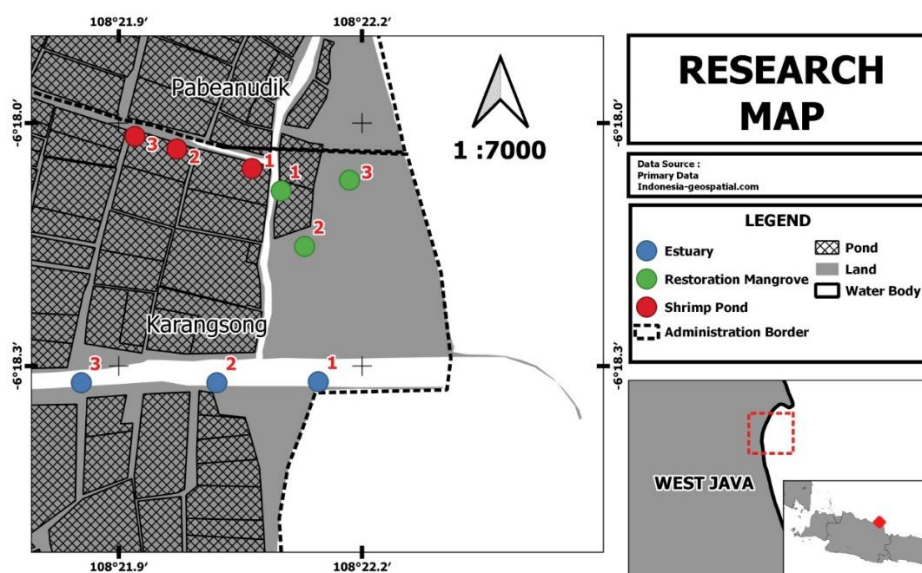 108°21.9' 108°22.2'
-6°18.0'
-6°18.3'
Pabeanudik
Karangsong
3
2
1
1
3
2
3
2
1
1 :7000
-6°18.0'
-6°18.3'
108°21.9' 108°22.2'
RESEARCH
MAP
Data Source :
Primary Data
Indonesia-geospatial.com
LEGEND
Estuary
Restoration Mangrove
Shrimp Pond
Administration Border
Pond
Land
Water Body
WEST JAVA